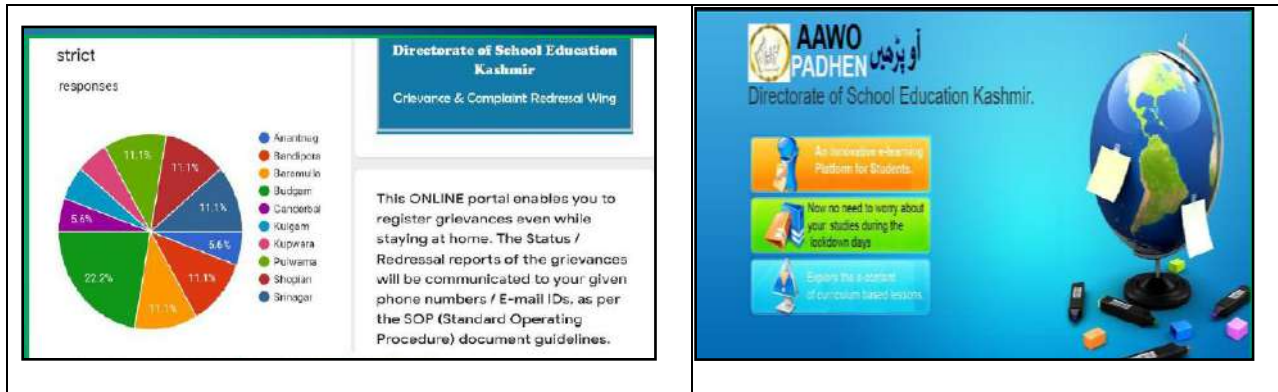 strict
responses
11.1%
11.1%
11.1%
5.6%
11.1%
11.1%
22.2%
5.6%
Anantnag
Bandipora
Baramulla
Budgam
Ganderbal
Kulgam
Kupwara
Pulwama
Shopian
Srinagar
Directorate of School Education
Kashmir
Grievance & Complaint Redressal Wing
This ONLINE portal enables you to
register grievances even while
staying at home. The Status /
Redressal reports of the grievances
will be communicated to your given
phone numbers / E-mail IDs, as per
the SOP (Standard Operating
Procedure) document guidelines.
AAWO
PADHEN
آو پڑھیں
Directorate of School Education Kashmir.
An innovative e-learning
Platform for Students.
Now no need to worry about
your studies during the
lockdown days
Explore the e-content
of curriculum based lessons.